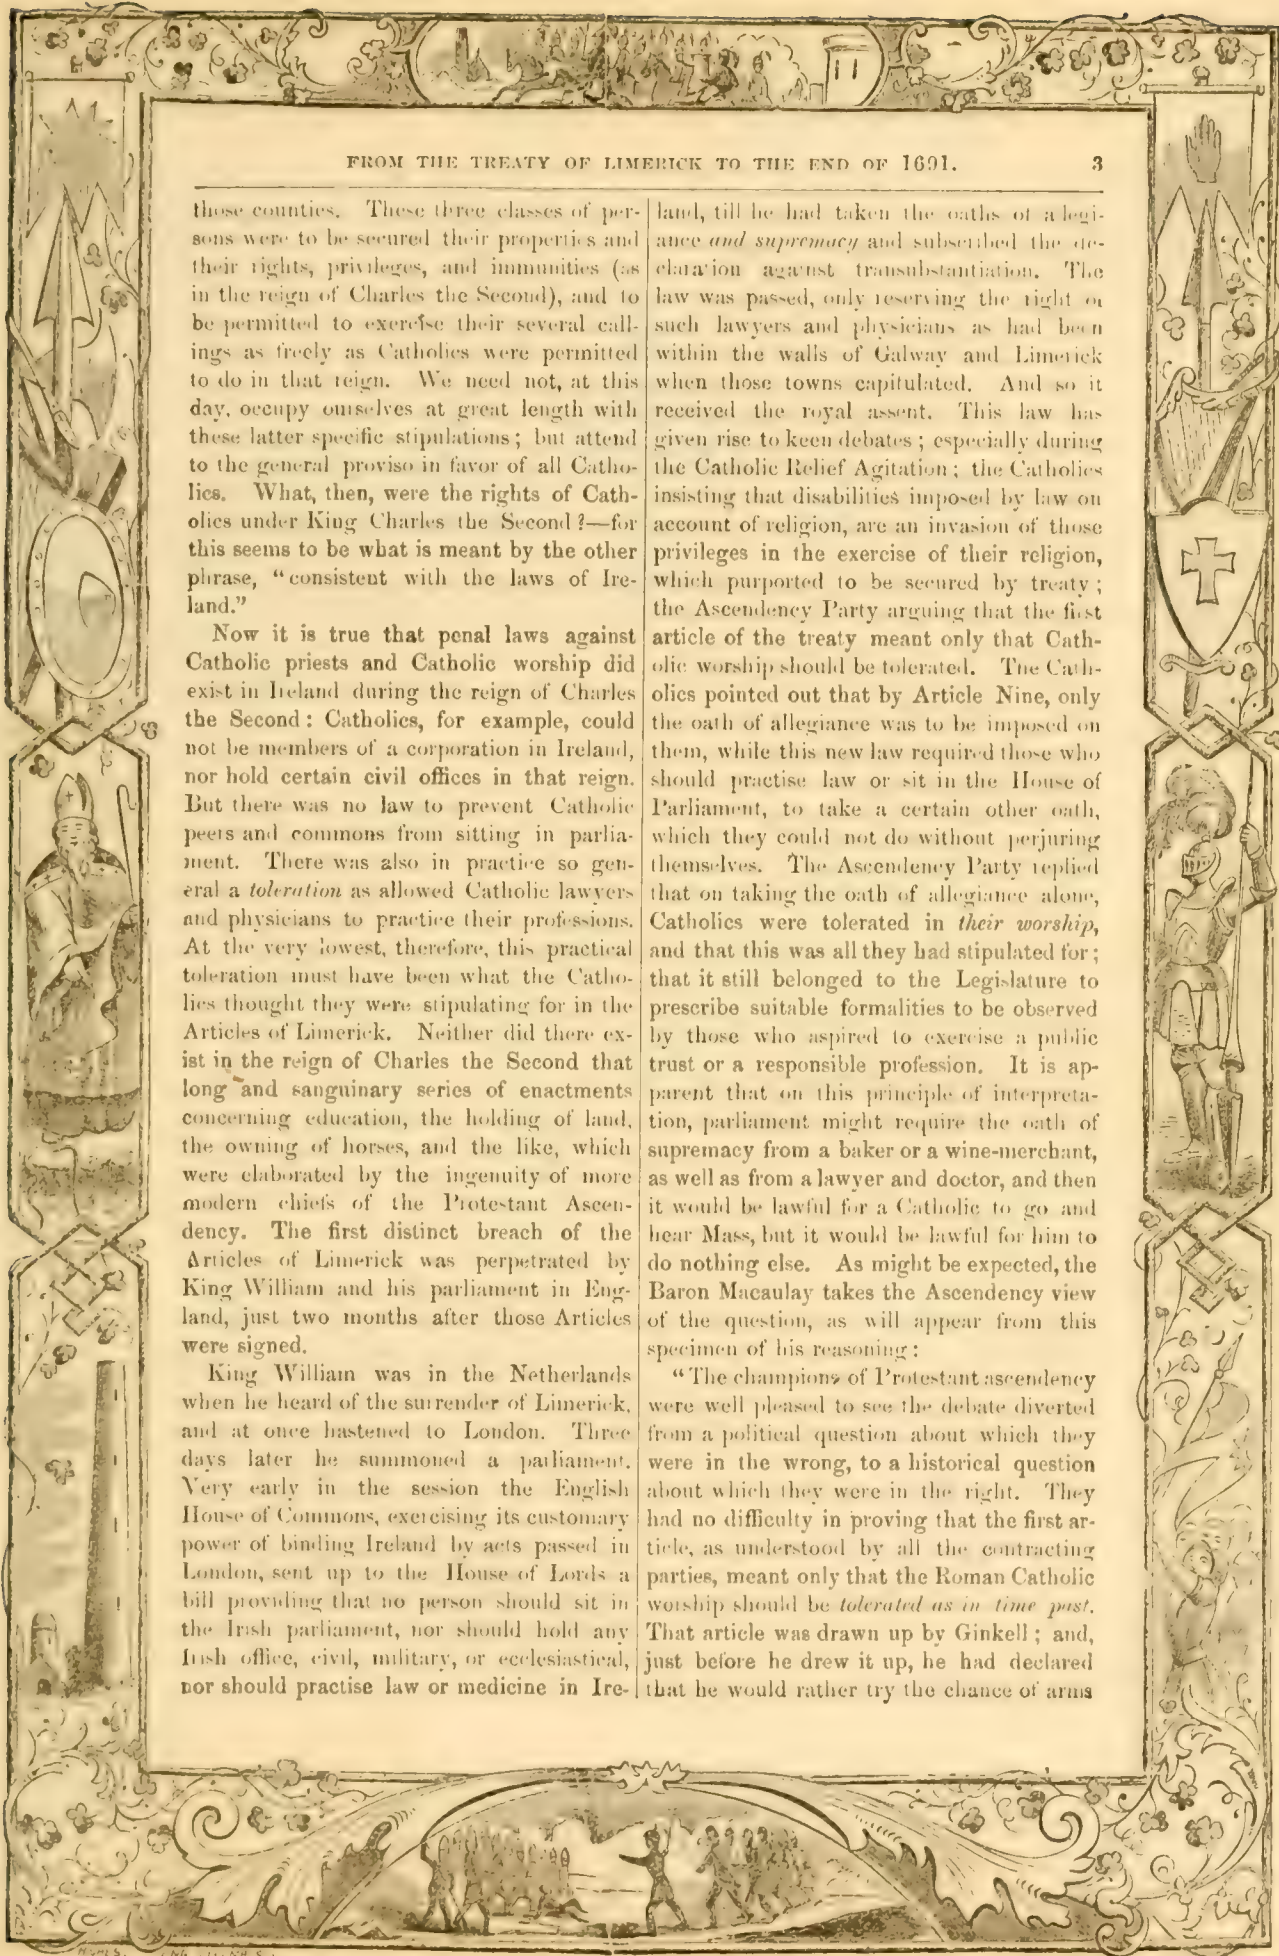 FROM THE TREATY OF LIMERICK TO THE END OF 1691. 3
those counties. These three classes of per-
sons were to be secured their properties and
their rights, privileges, and immunities (as
in the reign of Charles the Second), and to
be permitted to exercise their several call-
ings as freely as Catholics were permitted
to do in that reign. We need not, at this
day, occupy ourselves at great length with
these latter specific stipulations; but attend
to the general proviso in favor of all Catho-
lics. What, then, were the rights of Cath-
olics under King Charles the Second?—for
this seems to be what is meant by the other
phrase, "consistent with the laws of Ire-
land."
Now it is true that penal laws against
Catholic priests and Catholic worship did
exist in Ireland during the reign of Charles
the Second: Catholics, for example, could
not be members of a corporation in Ireland,
nor hold certain civil offices in that reign.
But there was no law to prevent Catholic
peers and commons from sitting in parlia-
ment. There was also in practice so gen-
eral a toleration as allowed Catholic lawyers
and physicians to practice their professions.
At the very lowest, therefore, this practical
toleration must have been what the Catho-
lics thought they were stipulating for in the
Articles of Limerick. Neither did there ex-
ist in the reign of Charles the Second that
long and sanguinary series of enactments
concerning education, the holding of land,
the owning of horses, and the like, which
were elaborated by the ingenuity of more
modern chiefs of the Protestant Ascen-
dency. The first distinct breach of the
Articles of Limerick was perpetrated by
King William and his parliament in Eng-
land, just two months after those Articles
were signed.
King William was in the Netherlands
when he heard of the surrender of Limerick,
and at once hastened to London. Three
days later he summoned a parliament.
Very early in the session the English
House of Commons, exercising its customary
power of binding Ireland by acts passed in
London, sent up to the House of Lords a
bill providing that no person should sit in
the Irish parliament, nor should hold any
Irish office, civil, military, or ecclesiastical,
nor should practise law or medicine in Ire-
land, till he had taken the oaths of alegi-
ance and supremacy and subscribed the de-
claration against transubstantiation. The
law was passed, only reserving the right of
such lawyers and physicians as had been
within the walls of Galway and Limerick
when those towns capitulated. And so it
received the royal assent. This law has
given rise to keen debates; especially during
the Catholic Relief Agitation; the Catholics
insisting that disabilities imposed by law on
account of religion, are an invasion of those
privileges in the exercise of their religion,
which purported to be secured by treaty;
the Ascendency Party arguing that the first
article of the treaty meant only that Cath-
olic worship should be tolerated. The Cath-
olics pointed out that by Article Nine, only
the oath of allegiance was to be imposed on
them, while this new law required those who
should practise law or sit in the House of
Parliament, to take a certain other oath,
which they could not do without perjuring
themselves. The Ascendency Party replied
that on taking the oath of allegiance alone,
Catholics were tolerated in their worship,
and that this was all they had stipulated for;
that it still belonged to the Legislature to
prescribe suitable formalities to be observed
by those who aspired to exercise a public
trust or a responsible profession. It is ap-
parent that on this principle of interpreta-
tion, parliament might require the oath of
supremacy from a baker or a wine-merchant,
as well as from a lawyer and doctor, and then
it would be lawful for a Catholic to go and
hear Mass, but it would be lawful for him to
do nothing else. As might be expected, the
Baron Macaulay takes the Ascendency view
of the question, as will appear from this
specimen of his reasoning:
"The champions of Protestant ascendency
were well pleased to see the debate diverted
from a political question about which they
were in the wrong, to a historical question
about which they were in the right. They
had no difficulty in proving that the first ar-
ticle, as understood by all the contracting
parties, meant only that the Roman Catholic
worship should be tolerated as in time past.
That article was drawn up by Ginkell; and,
just before he drew it up, he had declared
that he would rather try the chance of arms